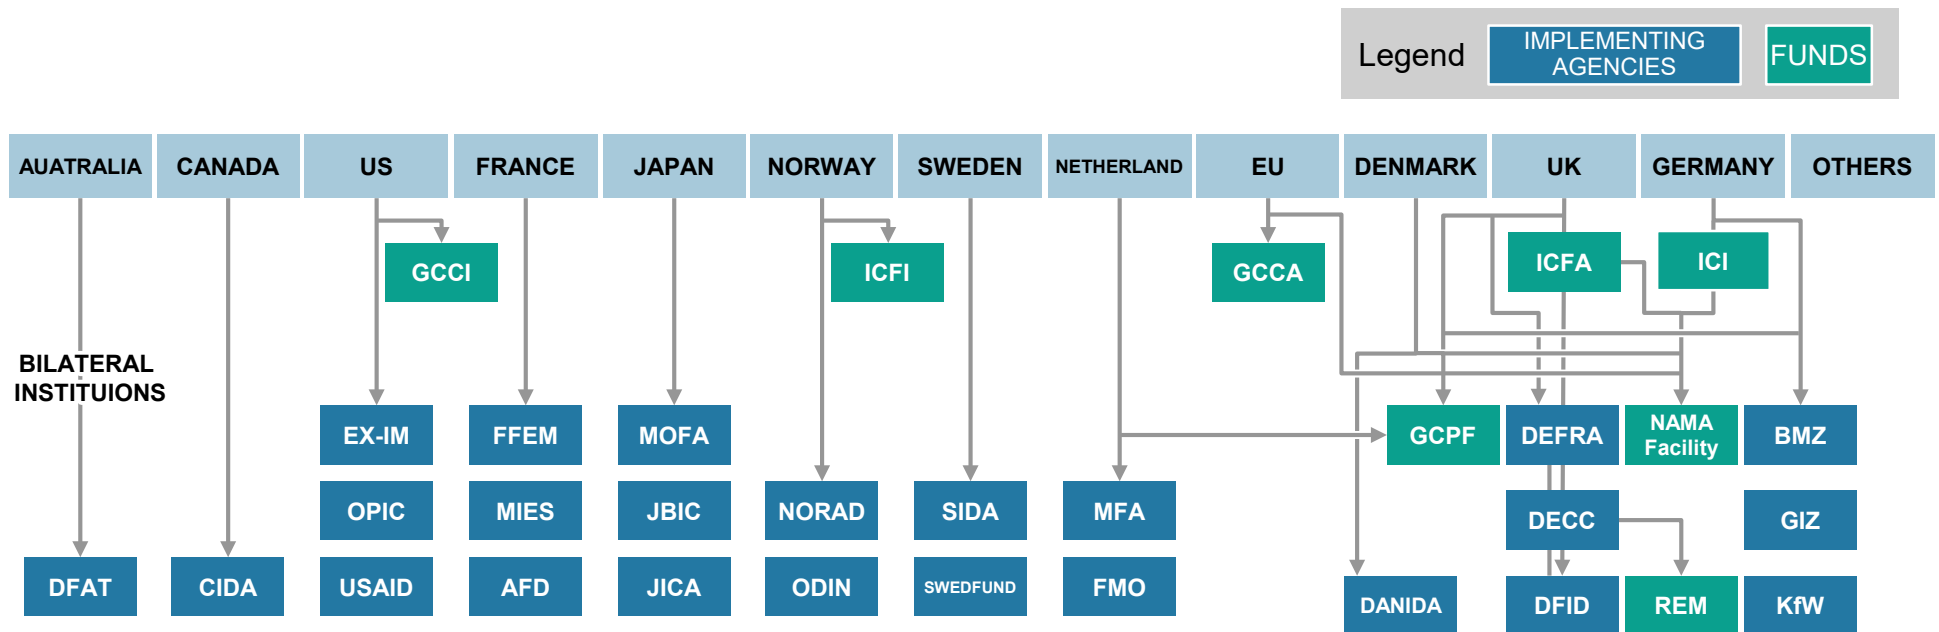 Legend
IMPLEMENTING
AGENCIES
FUNDS
AUATRALIA
CANADA
US
FRANCE
JAPAN
NORWAY
SWEDEN
NETHERLAND
EU
DENMARK
UK
GERMANY
OTHERS
GCCI
ICFI
GCCA
ICFA
ICI
BILATERAL
INSTITUIONS
EX-IM
FFEM
MOFA
GCPF
DEFRA
NAMA
Facility
BMZ
OPIC
MIES
JBIC
NORAD
SIDA
MFA
DECC
GIZ
DFAT
CIDA
USAID
AFD
JICA
ODIN
SWEDFUND
FMO
DANIDA
DFID
REM
KfW